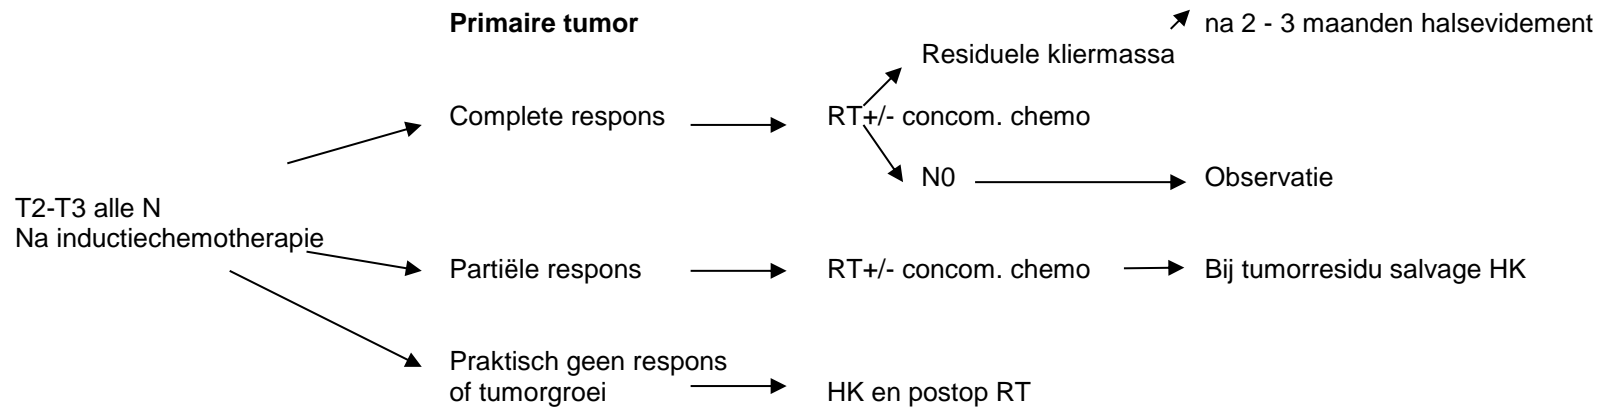 Primaire tumor
na 2 - 3 maanden halsevidement
Residuele kliermassa
Complete respons
RT+/- concom. chemo
N0
Observatie
T2-T3 alle N
Na inductiechemotherapie
Partiële respons
RT+/- concom. chemo
Bij tumorresidu salvage HK
Praktisch geen respons
of tumorgroei
HK en postop RT